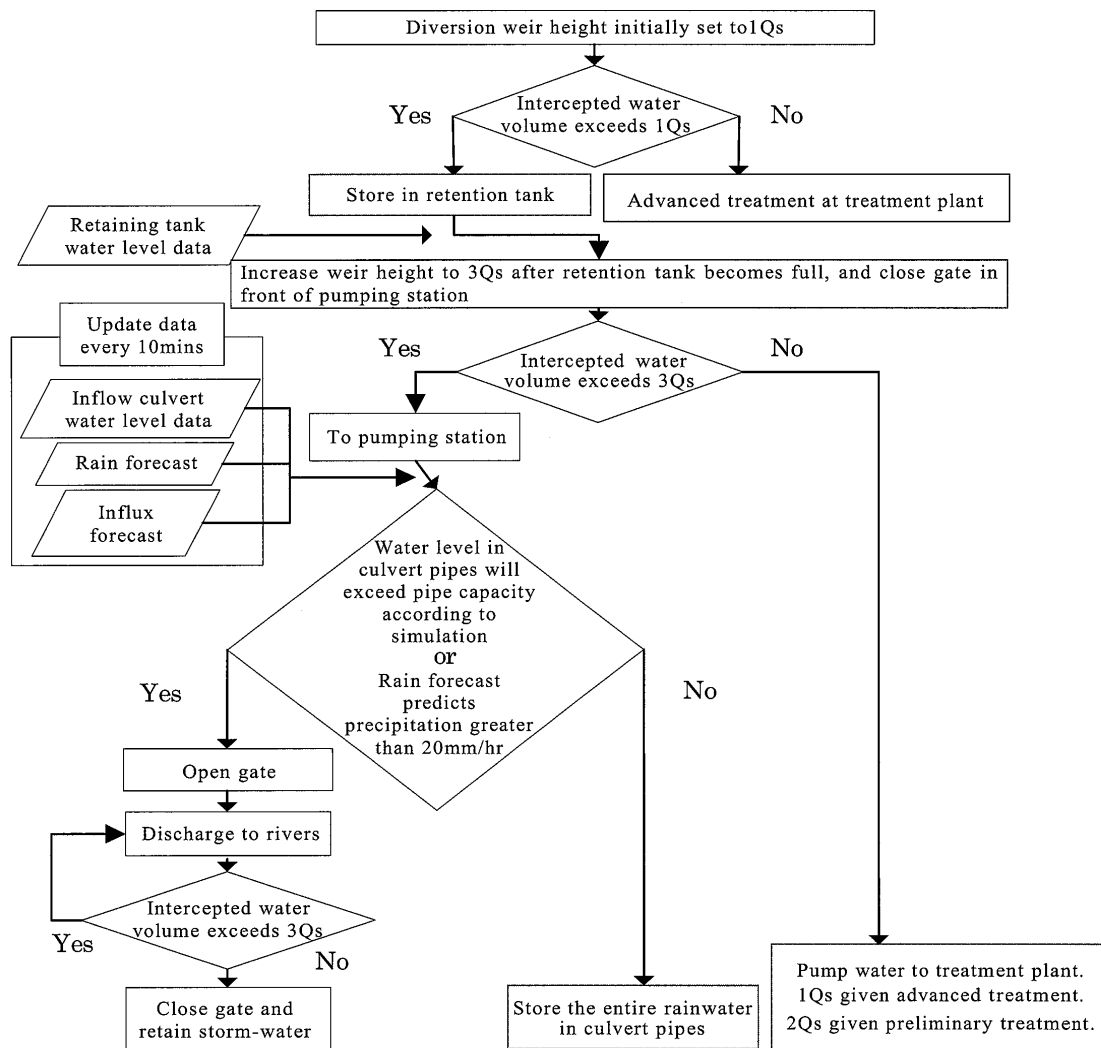 Diversion weir height initially set to1Qs
Intercepted water
volume exceeds 1Qs
Yes
No
Store in retention tank
Advanced treatment at treatment plant
Retaining tank
water level data
Increase weir height to 3Qs after retention tank becomes full, and close gate in
front of pumping station
Update data
every 10mins
Yes
Intercepted water
volume exceeds 3Qs
No
Inflow culvert
water level data
To pumping station
Rain forecast
Influx
forecast
Water level in
culvert pipes will
exceed pipe capacity
according to
simulation
or
Rain forecast
predicts
precipitation greater
than 20mm/hr
Yes
No
Open gate
Discharge to rivers
Intercepted water
volume exceeds 3Qs
Yes
No
Close gate and
retain storm-water
Store the entire rainwater
in culvert pipes
Pump water to treatment plant.
1Qs given advanced treatment.
2Qs given preliminary treatment.